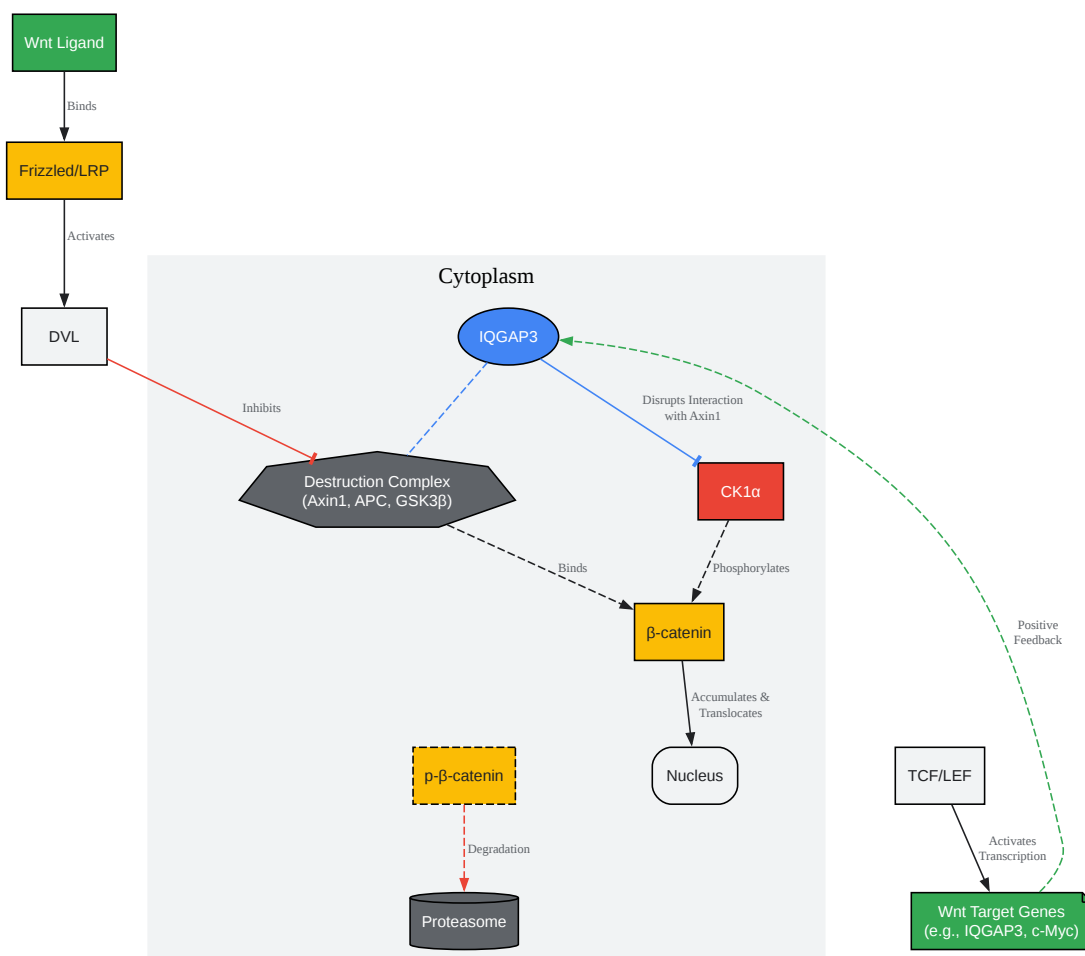 Wnt Ligand
Binds
Frizzled/LRP
Activates
Cytoplasm
DVL
IQGAP3
Inhibits
Disrupts Interaction
with Axin1
Destruction Complex
(Axin1, APC, GSK3β)
CK1α
Binds
Phosphorylates
β-catenin
Positive
Feedback
Accumulates &
Translocates
p-β-catenin
Nucleus
TCF/LEF
Degradation
Activates
Transcription
Proteasome
Wnt Target Genes
(e.g., IQGAP3, c-Myc)